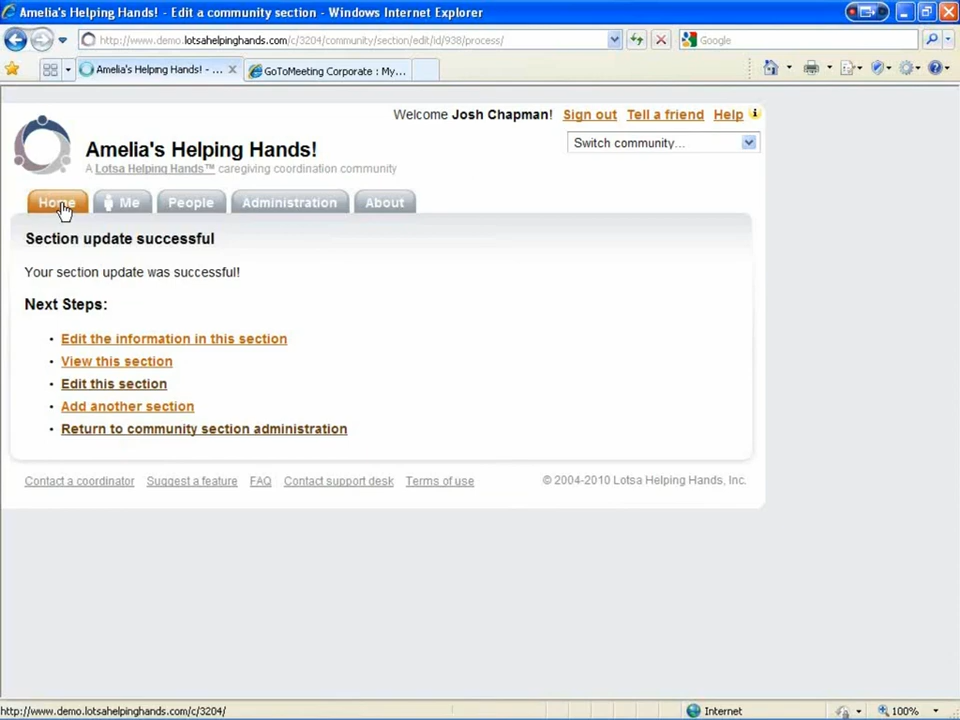 Amelia's Helping Hands! - Edit a community section - Windows Internet Explorer
http://www.demo.lotsahelpinghands.com/c/3204/community/section/edit/id/938/process/
Google
Amelia's Helping Hands! - ...
GoToMeeting Corporate : My...
Welcome Josh Chapman! Sign out Tell a friend Help
Switch community...
Amelia's Helping Hands!
A Lotsa Helping Hands™ caregiving coordination community
Home Me People Administration About
Section update successful
Your section update was successful!
Next Steps:
• Edit the information in this section
• View this section
• Edit this section
• Add another section
• Return to community section administration
Contact a coordinator Suggest a feature FAQ Contact support desk Terms of use © 2004-2010 Lotsa Helping Hands, Inc.
http://www.demo.lotsahelpinghands.com/c/3204/ Internet 100%